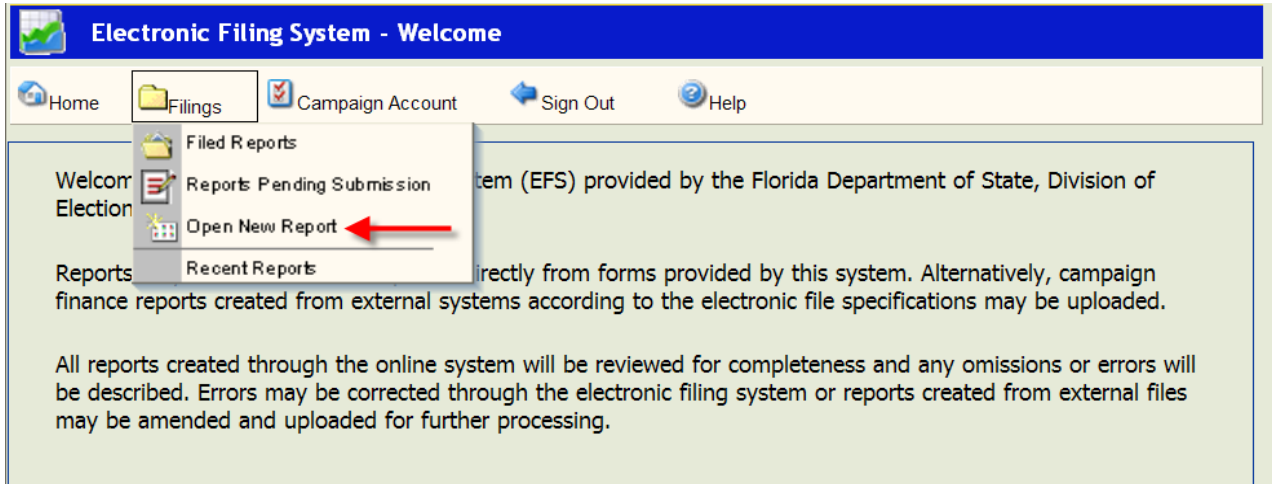 Electronic Filing System - Welcome
Home Filings Campaign Account Sign Out Help
Filed Reports
Reports Pending Submission
Open New Report
Recent Reports
Welcom tem (EFS) provided by the Florida Department of State, Division of
Election
Reports irectly from forms provided by this system. Alternatively, campaign
finance reports created from external systems according to the electronic file specifications may be uploaded.
All reports created through the online system will be reviewed for completeness and any omissions or errors will
be described. Errors may be corrected through the electronic filing system or reports created from external files
may be amended and uploaded for further processing.